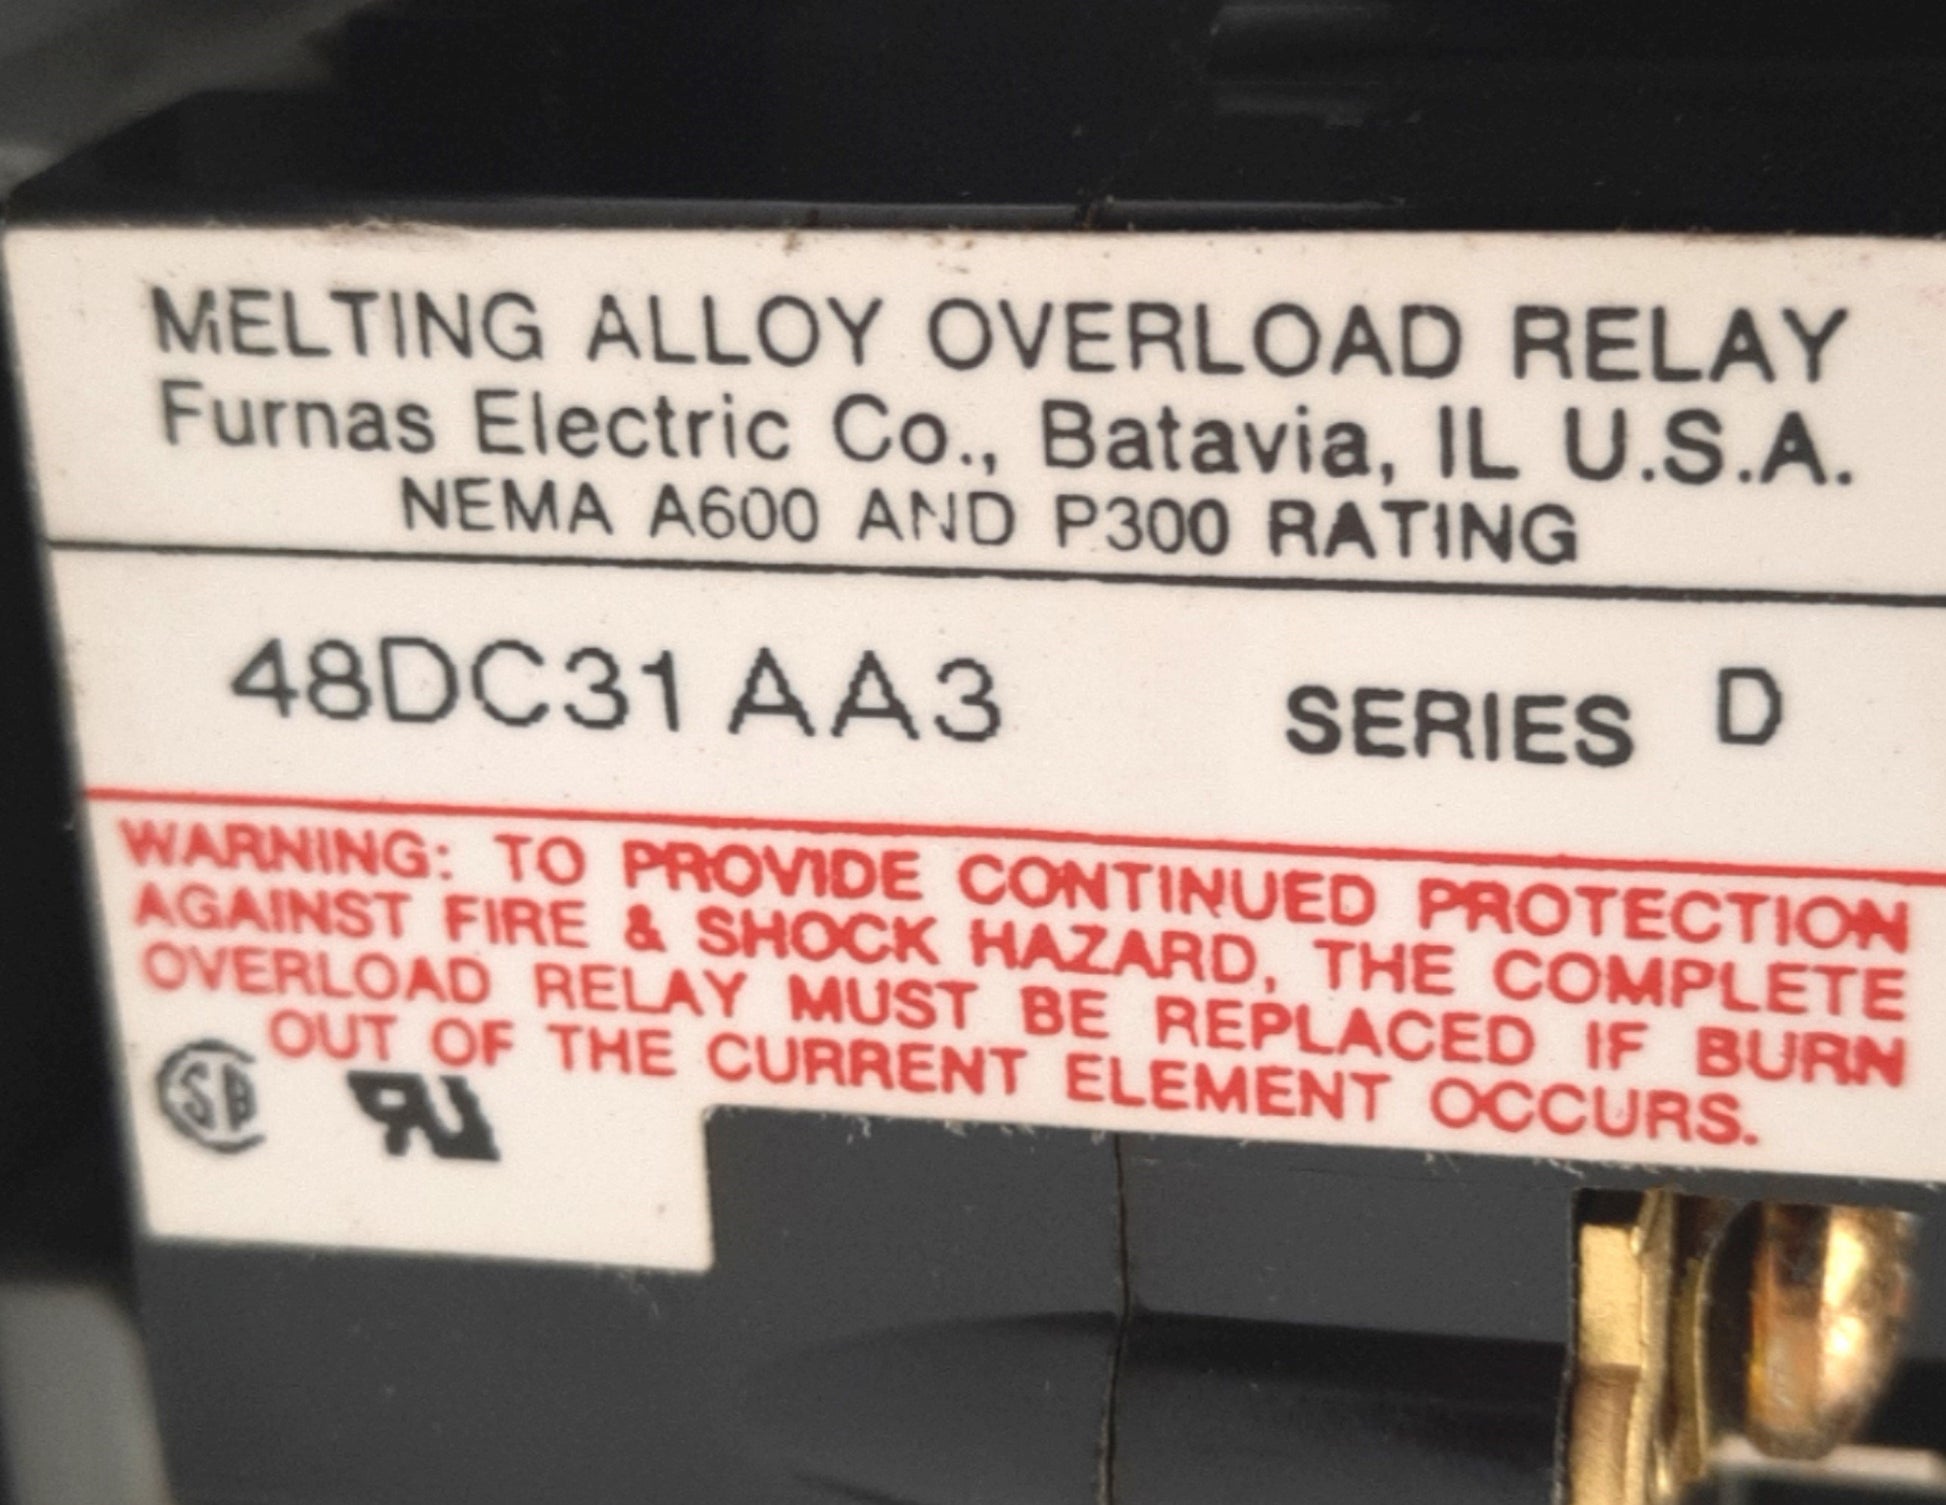 MELTING ALLOY OVERLOAD RELAY
Furnas Electric Co., Batavia, IL U.S.A.
NEMA A600 AND P300 RATING
48DC31AA3 SERIES D
WARNING: TO PROVIDE CONTINUED PROTECTION
AGAINST FIRE & SHOCK HAZARD, THE COMPLETE
OVERLOAD RELAY MUST BE REPLACED IF BURN
OUT OF THE CURRENT ELEMENT OCCURS.